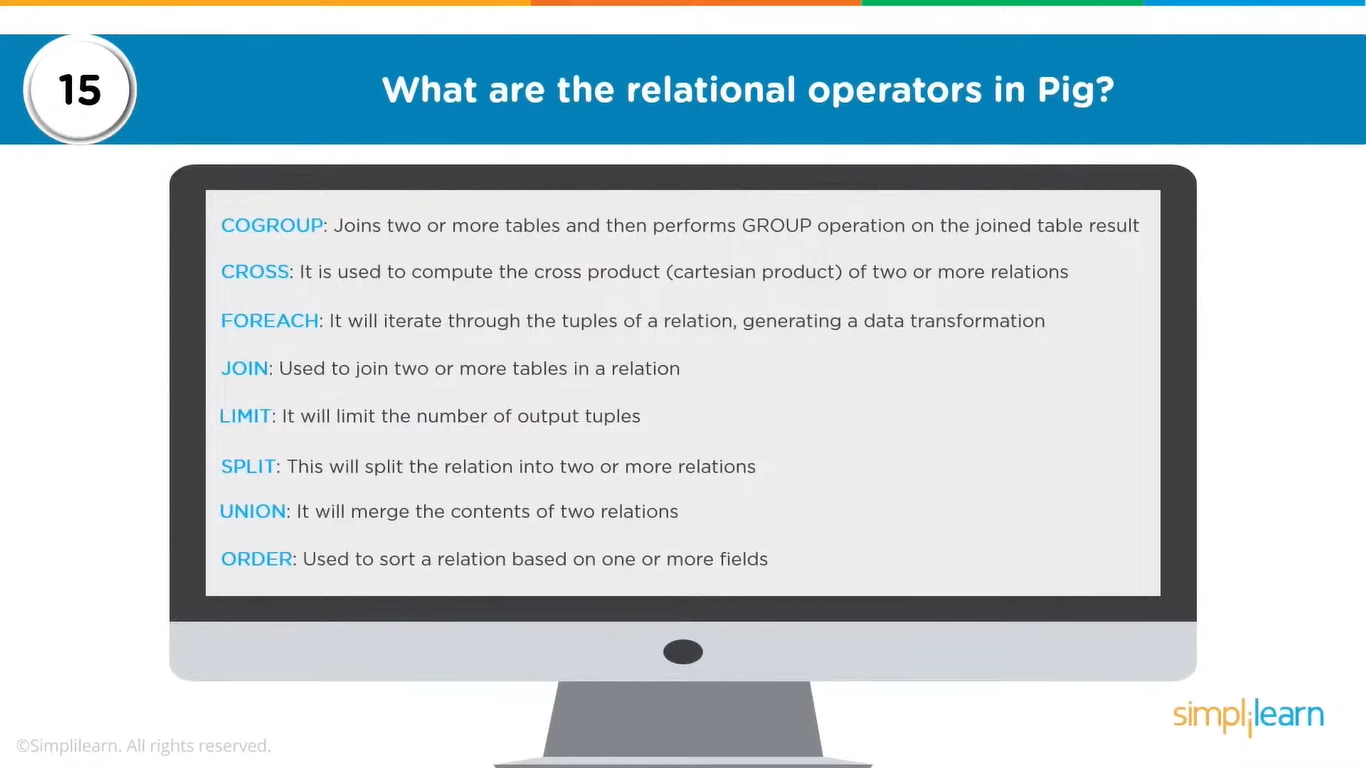 15
What are the relational operators in Pig?
COGROUP: Joins two or more tables and then performs GROUP operation on the joined table result
CROSS: It is used to compute the cross product (cartesian product) of two or more relations
FOREACH: It will iterate through the tuples of a relation, generating a data transformation
JOIN: Used to join two or more tables in a relation
LIMIT: It will limit the number of output tuples
SPLIT: This will split the relation into two or more relations
UNION: It will merge the contents of two relations
ORDER: Used to sort a relation based on one or more fields
simplilearn
©Simplilearn. All rights reserved.